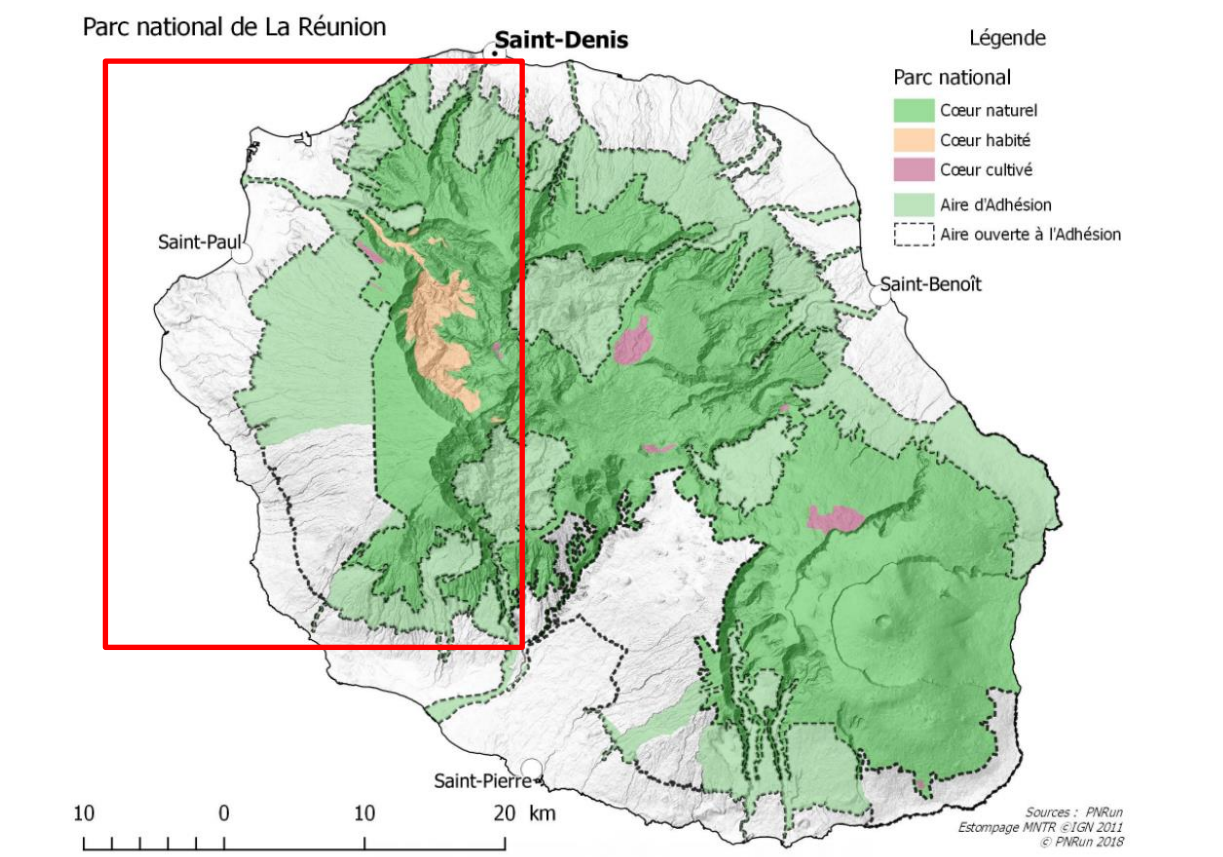 Parc national de La Réunion
Saint-Denis
Légende
Parc national
Cœur naturel
Cœur habité
Cœur cultivé
Aire d'Adhésion
Aire ouverte à l'Adhésion
Saint-Paul
Saint-Benoît
Saint-Pierre
10 0 10 20 km
Sources : PNRun
Estompage MNTR ©IGN 2011
© PNRun 2018